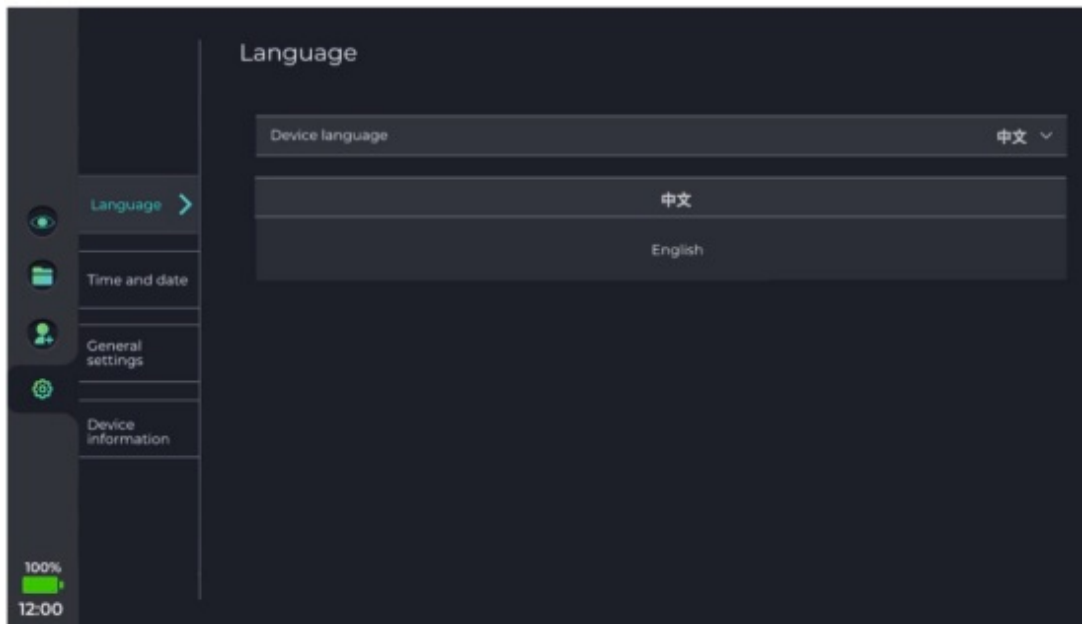 Language
Device language
中文
中文
English
Language
Time and date
General
settings
Device
information
100%
12:00